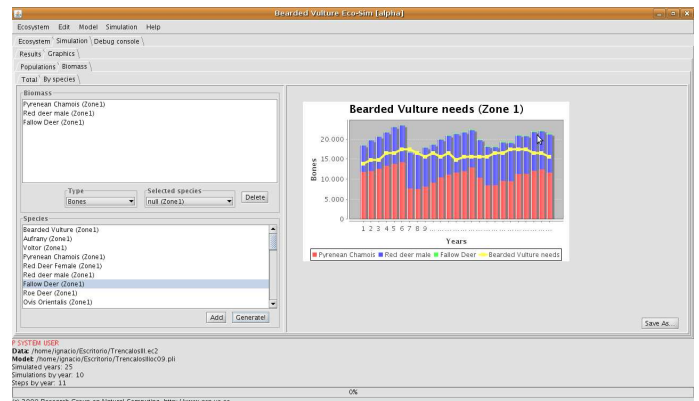 Bearded Vulture Eco-Sim [alpha]
Ecosystem Edit Model Simulation Help
Ecosystem Simulation Debug console
Results Graphics
Populations Biomass
Total By species
Biomass
Pyrenean Chamois (Zone1)
Red deer male (Zone1)
Fallow Deer (Zone1)
Type
Bones
Selected species
null (Zone1)
Delete
Species
Bearded Vulture (Zone1)
Aufrany (Zone1)
Voltor (Zone1)
Pyrenean Chamois (Zone1)
Red Deer Female (Zone1)
Red deer male (Zone1)
Fallow Deer (Zone1)
Roe Deer (Zone1)
Ovis Orientalis (Zone1)
Add Generate!
Bearded Vulture needs (Zone 1)
Bones
20.000
15.000
10.000
5.000
0
1 2 3 4 5 6 7 8 9 ... ... ... ... ... ... ... ... ... ... ... ... ... ... ... ...
Years
Pyrenean Chamois Red deer male Fallow Deer Bearded Vulture needs
Save As...
P SYSTEM USER
Data: /home/ignacio/Escritorio/TrencalosIII.ec2
Model: /home/ignacio/Escritorio/TrencalosIIoc09.pli
Simulated years: 25
Simulations by year: 10
Steps by year: 11
0%